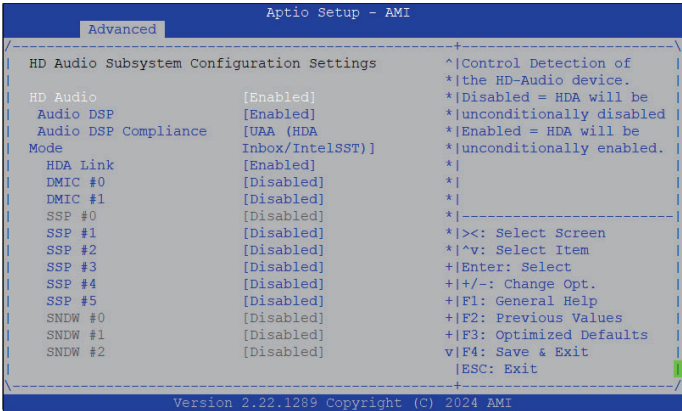 Aptio Setup - AMI
Advanced
/----------------------------------------------------+-------------------------\
| HD Audio Subsystem Configuration Settings ^|Control Detection of |
| *|the HD-Audio device. |
| HD Audio [Enabled] *|Disabled = HDA will be |
| Audio DSP [Enabled] *|unconditionally disabled |
| Audio DSP Compliance [UAA (HDA *|Enabled = HDA will be |
| Mode Inbox/IntelSST)] *|unconditionally enabled. |
| HDA Link [Enabled] *| |
| DMIC #0 [Disabled] *| |
| DMIC #1 [Disabled] *| |
| SSP #0 [Disabled] *|-------------------------|
| SSP #1 [Disabled] *|><: Select Screen |
| SSP #2 [Disabled] *|^v: Select Item |
| SSP #3 [Disabled] +|Enter: Select |
| SSP #4 [Disabled] +|+/-: Change Opt. |
| SSP #5 [Disabled] +|F1: General Help |
| SNDW #0 [Disabled] +|F2: Previous Values |
| SNDW #1 [Disabled] +|F3: Optimized Defaults |
| SNDW #2 [Disabled] v|F4: Save & Exit |
| |ESC: Exit |
\----------------------------------------------------+-------------------------/
Version 2.22.1289 Copyright (C) 2024 AMI